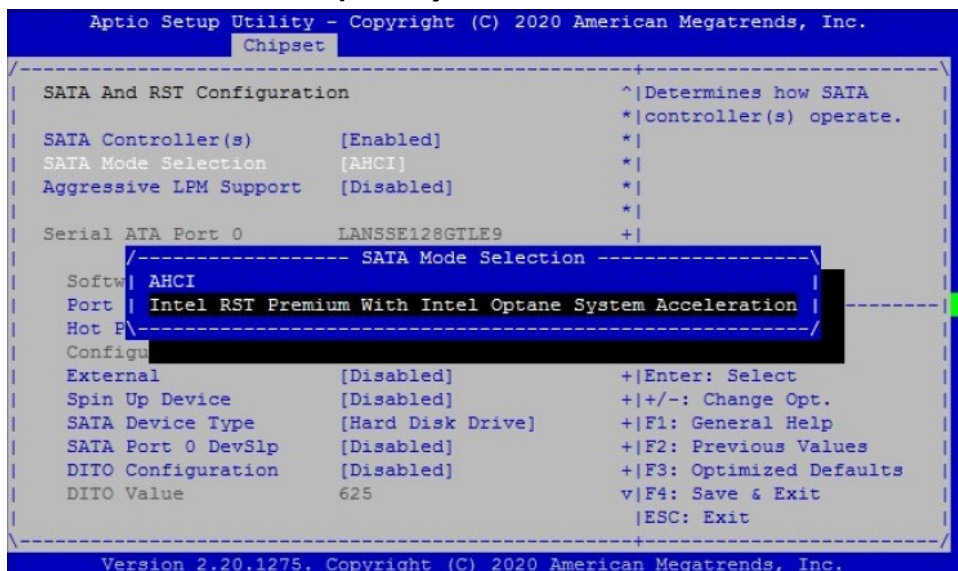 Aptio Setup Utility - Copyright (C) 2020 American Megatrends, Inc.
Chipset
SATA And RST Configuration
^|Determines how SATA
*|controller(s) operate.
SATA Controller(s) [Enabled] *|
SATA Mode Selection [AHCI] *|
Aggressive LPM Support [Disabled] *|
*|
Serial ATA Port 0 LANSSE128GTLE9 +|
/------------------ SATA Mode Selection ------------------\
Softw| AHCI |
Port | Intel RST Premium With Intel Optane System Acceleration |
Hot P\---------------------------------------------------------/
Configu
External [Disabled] +|Enter: Select
Spin Up Device [Disabled] +|+/-: Change Opt.
SATA Device Type [Hard Disk Drive] +|F1: General Help
SATA Port 0 DevSlp [Disabled] +|F2: Previous Values
DITO Configuration [Disabled] +|F3: Optimized Defaults
DITO Value 625 v|F4: Save & Exit
|ESC: Exit
Version 2.20.1275. Copyright (C) 2020 American Megatrends, Inc.